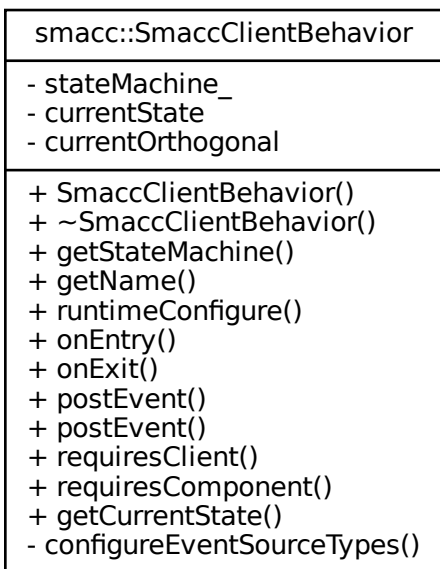 smacc::SmaccClientBehavior
- stateMachine_
- currentState
- currentOrthogonal
+ SmaccClientBehavior()
+ ~SmaccClientBehavior()
+ getStateMachine()
+ getName()
+ runtimeConfigure()
+ onEntry()
+ onExit()
+ postEvent()
+ postEvent()
+ requiresClient()
+ requiresComponent()
+ getCurrentState()
- configureEventSourceTypes()